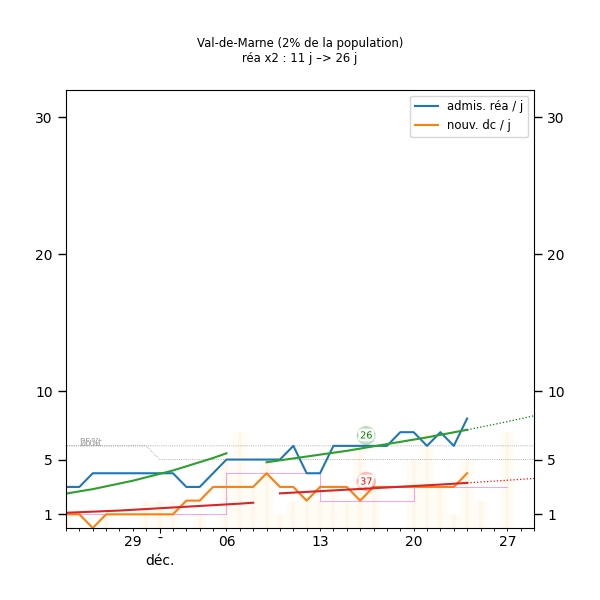 Val-de-Marne (2% de la population)
réa x2 : 11 j –> 26 j
admis. réa / j
nouv. dc / j
30 30
20 20
10 10
26
5 5
37
1 1
29 - 06 13 20 27
déc.